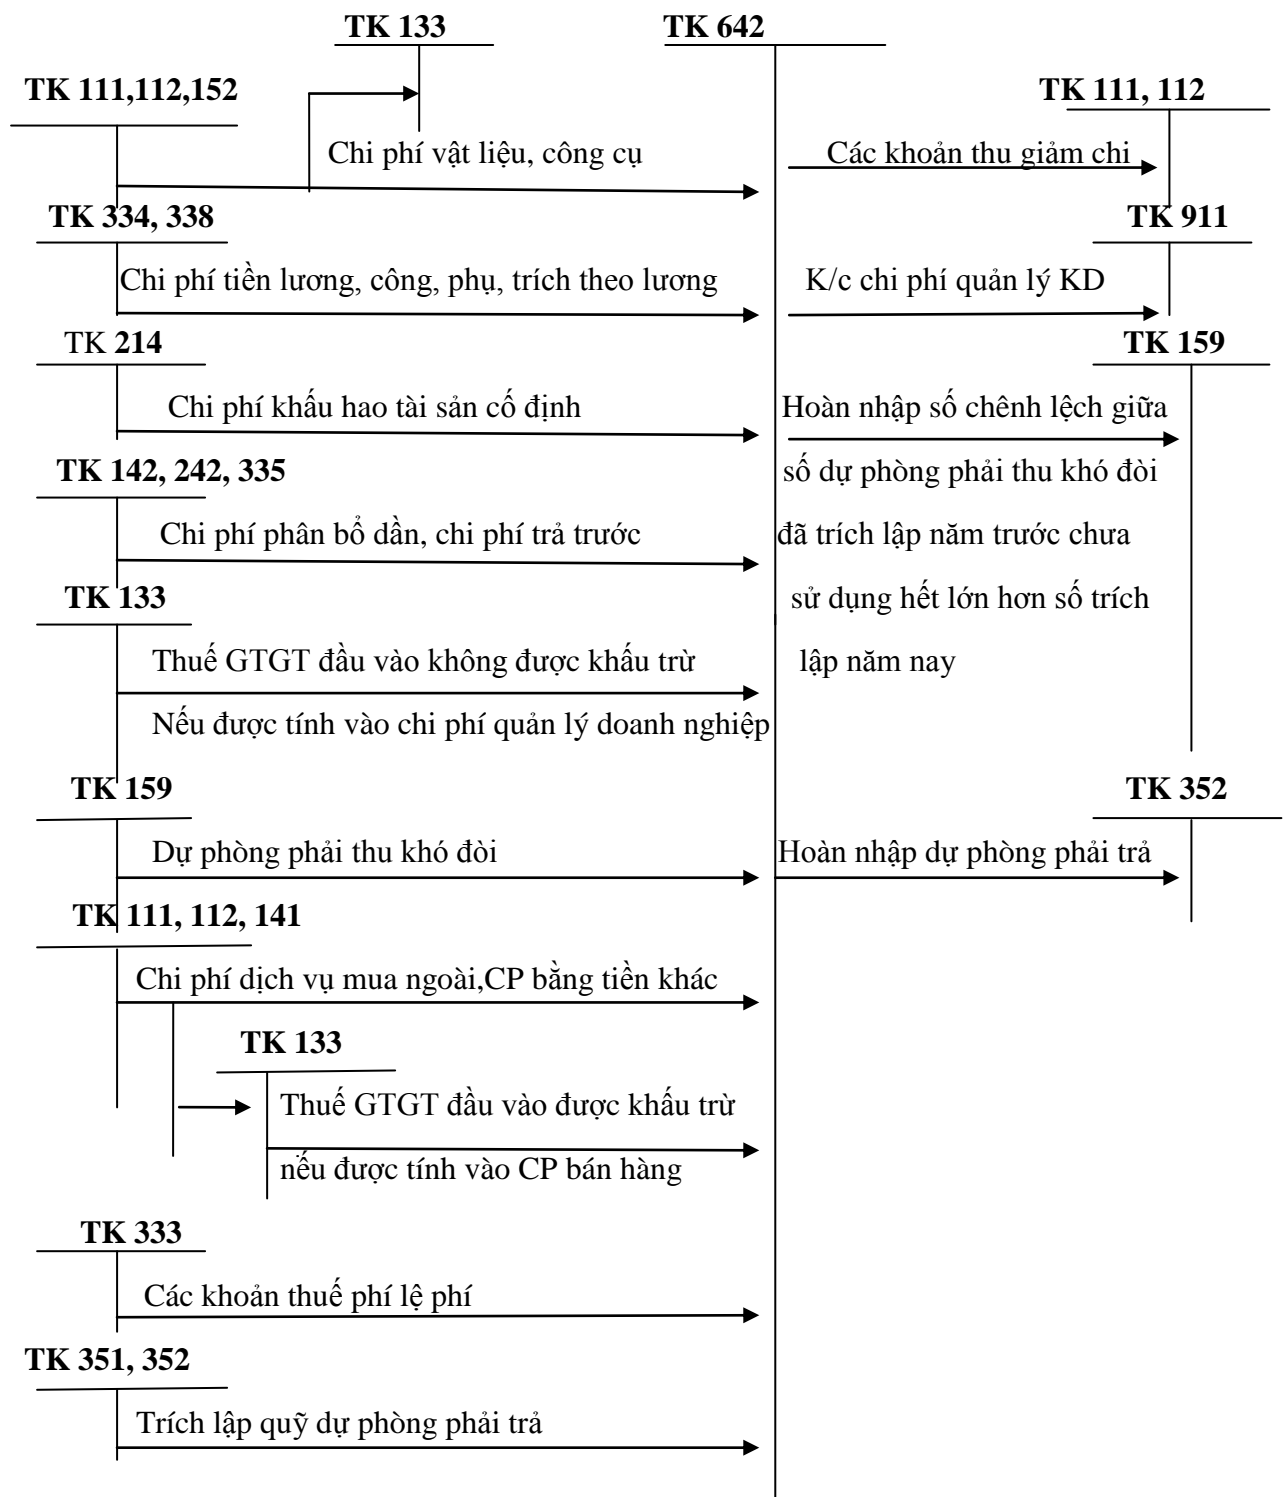 TK 133
TK 642
TK 111,112,152
TK 111, 112
Chi phí vật liệu, công cụ
Các khoản thu giảm chi
TK 334, 338
TK 911
Chi phí tiền lương, công, phụ, trích theo lương
K/c chi phí quản lý KD
TK 214
TK 159
Chi phí khấu hao tài sản cố định
Hoàn nhập số chênh lệch giữa
TK 142, 242, 335
số dự phòng phải thu khó đòi
Chi phí phân bổ dần, chi phí trả trước
đã trích lập năm trước chưa
TK 133
sử dụng hết lớn hơn số trích
Thuế GTGT đầu vào không được khấu trừ
lập năm nay
Nếu được tính vào chi phí quản lý doanh nghiệp
TK 159
TK 352
Dự phòng phải thu khó đòi
Hoàn nhập dự phòng phải trả
TK 111, 112, 141
Chi phí dịch vụ mua ngoài,CP bằng tiền khác
TK 133
Thuế GTGT đầu vào được khấu trừ
nếu được tính vào CP bán hàng
TK 333
Các khoản thuế phí lệ phí
TK 351, 352
Trích lập quỹ dự phòng phải trả